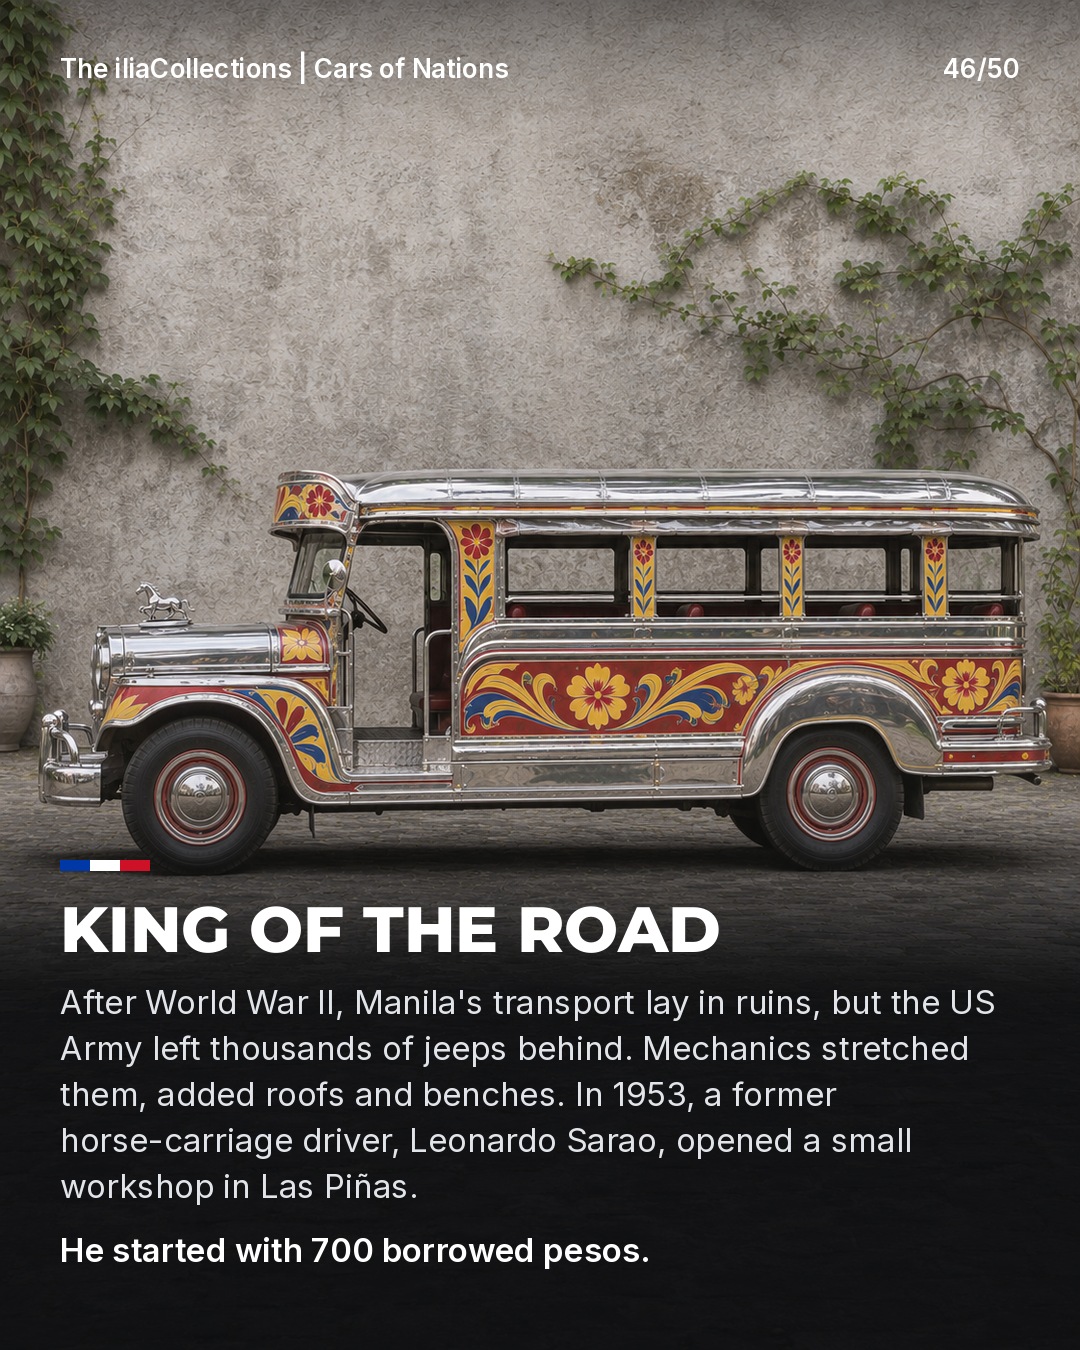 The iliaCollections | Cars of Nations
46/50
KING OF THE ROAD
After World War II, Manila's transport lay in ruins, but the US
Army left thousands of jeeps behind. Mechanics stretched
them, added roofs and benches. In 1953, a former
horse-carriage driver, Leonardo Sarao, opened a small
workshop in Las Piñas.
He started with 700 borrowed pesos.